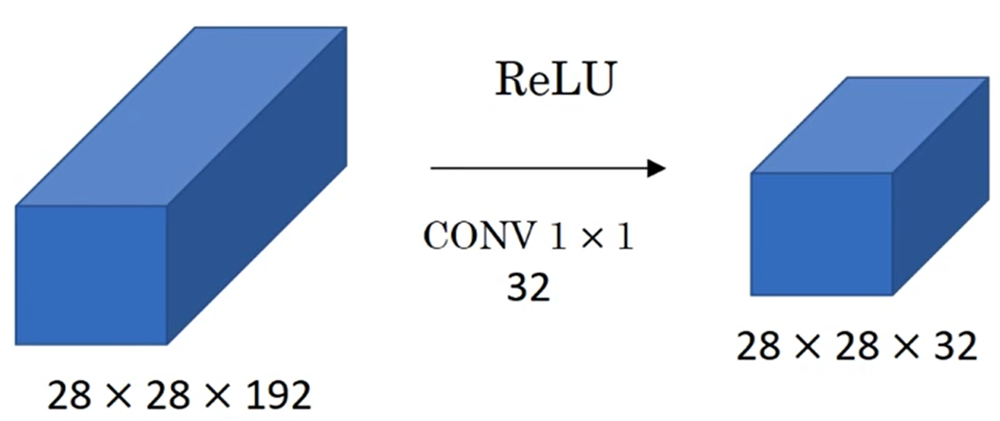 28 × 28 × 192
ReLU
CONV 1 × 1
32
28 × 28 × 32